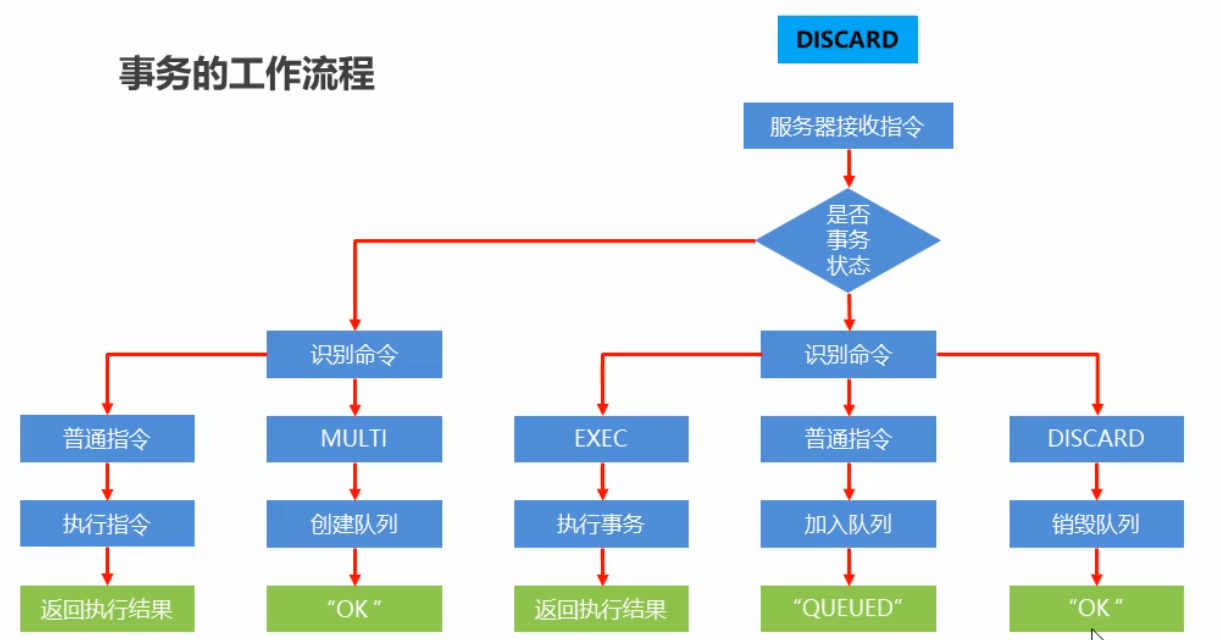 DISCARD
事务的工作流程
服务器接收指令
是否
事务
状态
识别命令
识别命令
普通指令
MULTI
EXEC
普通指令
DISCARD
执行指令
创建队列
执行事务
加入队列
销毁队列
返回执行结果
”OK ”
返回执行结果
“QUEUED”
“OK ”